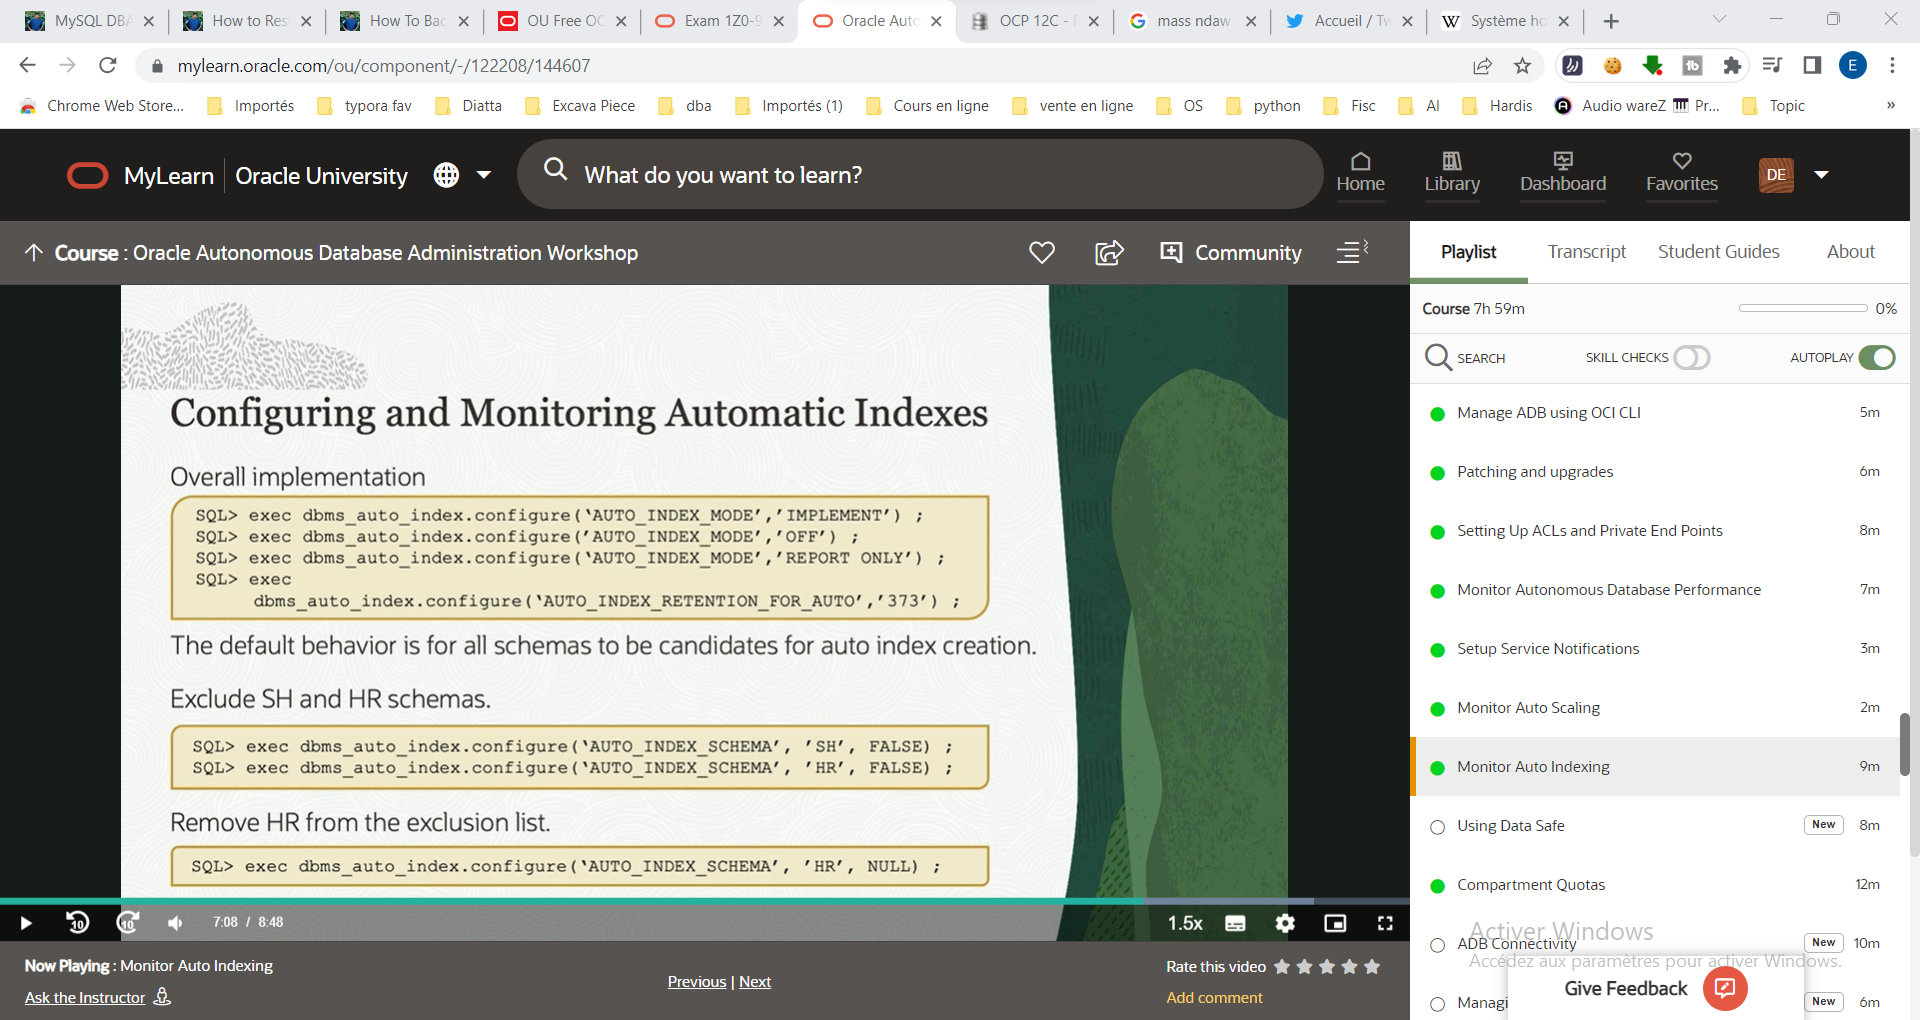 MySQL DBA
How to Res
How To Bac
OU Free OC
Exam 1Z0-9
Oracle Auto
OCP 12C -
mass ndaw
Accueil / Tw
Système ho
mylearn.oracle.com/ou/component/-/122208/144607
E
Chrome Web Store...
Importés
typora fav
Diatta
Excava Piece
dba
Importés (1)
Cours en ligne
vente en ligne
OS
python
Fisc
AI
Hardis
Audio wareZ
Pr...
Topic
»
MyLearn
Oracle University
What do you want to learn?
Home
Library
Dashboard
Favorites
DE
Course : Oracle Autonomous Database Administration Workshop
Community
Playlist
Transcript
Student Guides
About
Course 7h 59m
0%
SEARCH
SKILL CHECKS
AUTOPLAY
Configuring and Monitoring Automatic Indexes
Overall implementation
SQL> exec dbms_auto_index.configure(‘AUTO_INDEX_MODE’,’IMPLEMENT’) ;
SQL> exec dbms_auto_index.configure(’AUTO_INDEX_MODE’,’OFF’) ;
SQL> exec dbms_auto_index.configure(‘AUTO_INDEX_MODE’,’REPORT ONLY’) ;
SQL> exec
dbms_auto_index.configure(‘AUTO_INDEX_RETENTION_FOR_AUTO’,’373’) ;
The default behavior is for all schemas to be candidates for auto index creation.
Exclude SH and HR schemas.
SQL> exec dbms_auto_index.configure(‘AUTO_INDEX_SCHEMA’, ’SH’, FALSE) ;
SQL> exec dbms_auto_index.configure(‘AUTO_INDEX_SCHEMA’, ’HR’, FALSE) ;
Remove HR from the exclusion list.
SQL> exec dbms_auto_index.configure(‘AUTO_INDEX_SCHEMA’, ’HR’, NULL) ;
10
10
7:08 / 8:48
1.5x
Now Playing : Monitor Auto Indexing
Ask the Instructor
Previous | Next
Rate this video
Add comment
Manage ADB using OCI CLI 5m
Patching and upgrades 6m
Setting Up ACLs and Private End Points 8m
Monitor Autonomous Database Performance 7m
Setup Service Notifications 3m
Monitor Auto Scaling 2m
Monitor Auto Indexing 9m
Using Data Safe New 8m
Compartment Quotas 12m
Activer Windows
ADB Connectivity New 10m
Accédez aux paramètres pour activer Windows.
Give Feedback
Managi New 6m